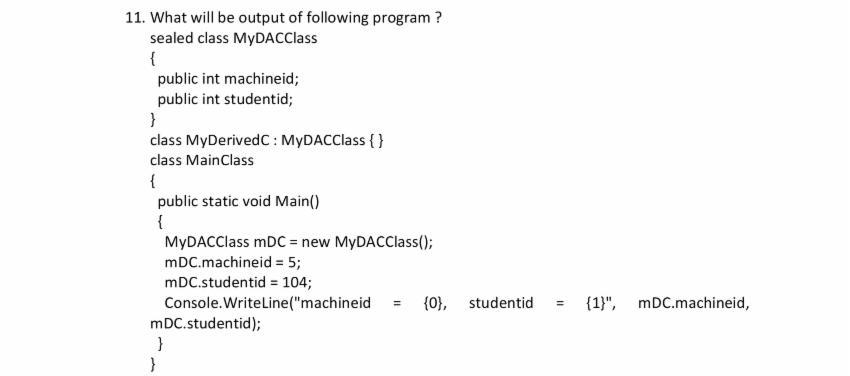 11. What will be output of following program ?
sealed class MyDACClass
{
public int machineid;
public int studentid;
}
class MyDerivedC : MyDACClass { }
class MainClass
{
public static void Main()
{
MyDACClass mDC = new MyDACClass();
mDC.machineid = 5;
mDC.studentid = 104;
Console.WriteLine("machineid = {0}, studentid = {1}", mDC.machineid,
mDC.studentid);
}
}